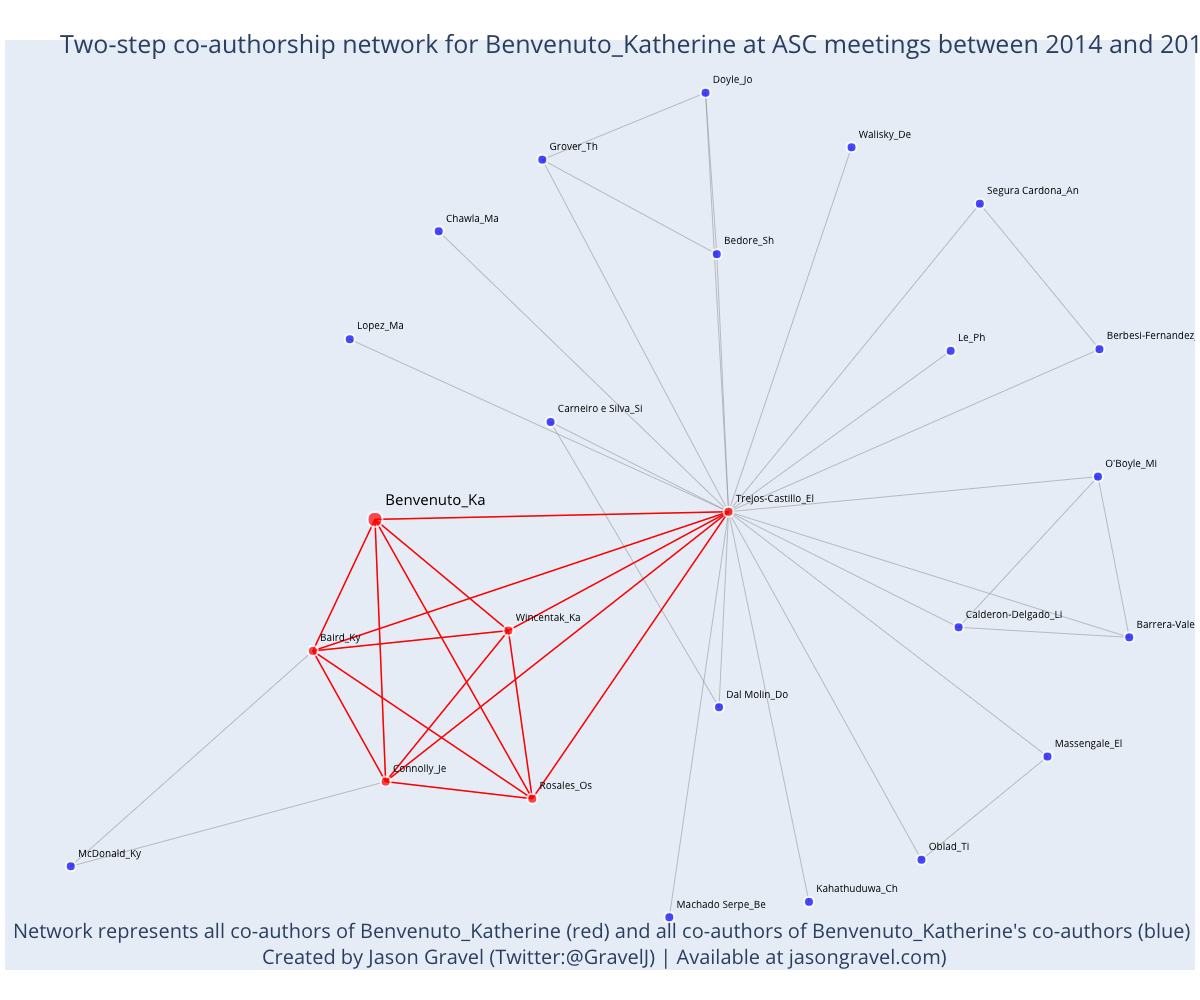 Two-step co-authorship network for Benvenuto_Katherine at ASC meetings between 2014 and 201
Doyle_Jo
Walisky_De
Grover_Th
Segura Cardona_An
Chawla_Ma
Bedore_Sh
Lopez_Ma
Le_Ph
Berbesi-Fernandez_
Carneiro e Silva_Si
O'Boyle_Mi
Benvenuto_Ka
Trejos-Castillo_El
Wincentak_Ka
Calderon-Delgado_Li
Barrera-Vale
Baird_Ky
Dal Molin_Do
Massengale_El
Connolly_Je
Rosales_Os
Oblad_Ti
McDonald_Ky
Kahathuduwa_Ch
Machado Serpe_Be
Network represents all co-authors of Benvenuto_Katherine (red) and all co-authors of Benvenuto_Katherine's co-authors (blue)
Created by Jason Gravel (Twitter:@GravelJ) | Available at jasongravel.com)